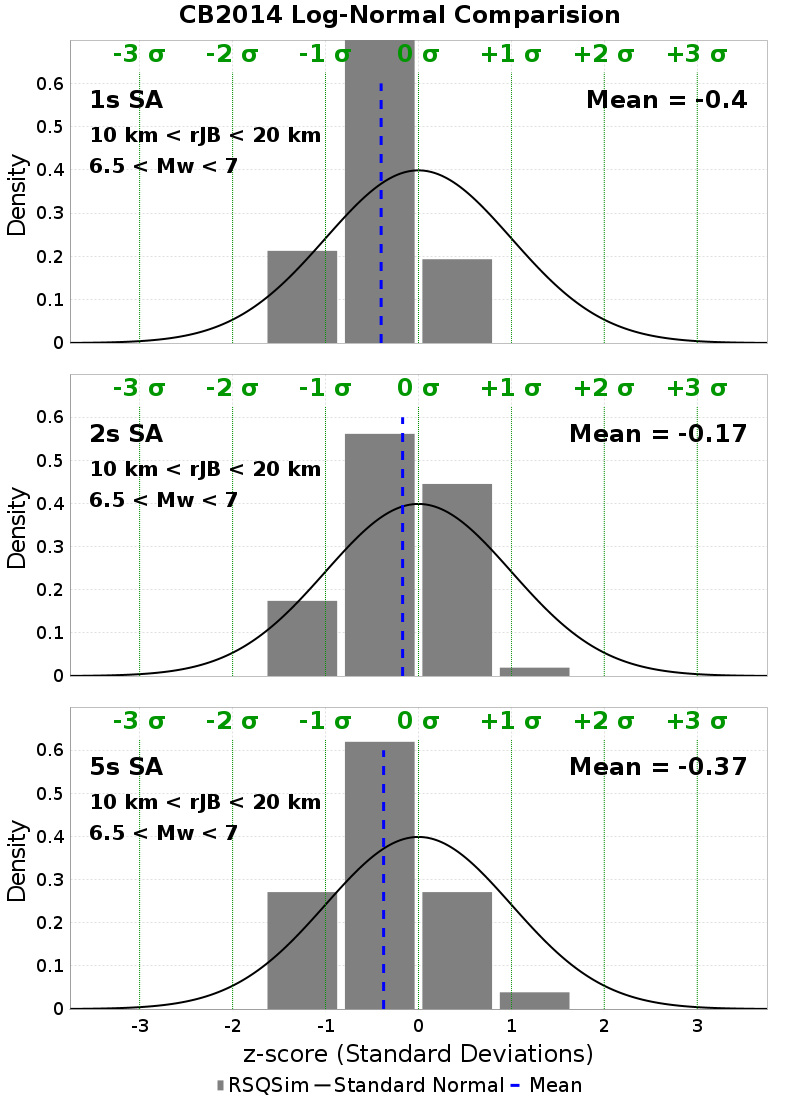 CB2014 Log-Normal Comparision
-3 σ -2 σ -1 σ 0 σ +1 σ +2 σ +3 σ
1s SA
Mean = -0.4
10 km < rJB < 20 km
6.5 < Mw < 7
Density
0.6
0.5
0.4
0.3
0.2
0.1
0
-3 σ -2 σ -1 σ 0 σ +1 σ +2 σ +3 σ
2s SA
Mean = -0.17
10 km < rJB < 20 km
6.5 < Mw < 7
Density
0.6
0.5
0.4
0.3
0.2
0.1
0
-3 σ -2 σ -1 σ 0 σ +1 σ +2 σ +3 σ
5s SA
Mean = -0.37
10 km < rJB < 20 km
6.5 < Mw < 7
Density
0.6
0.5
0.4
0.3
0.2
0.1
0
-3 -2 -1 0 1 2 3
z-score (Standard Deviations)
RSQSim Standard Normal Mean